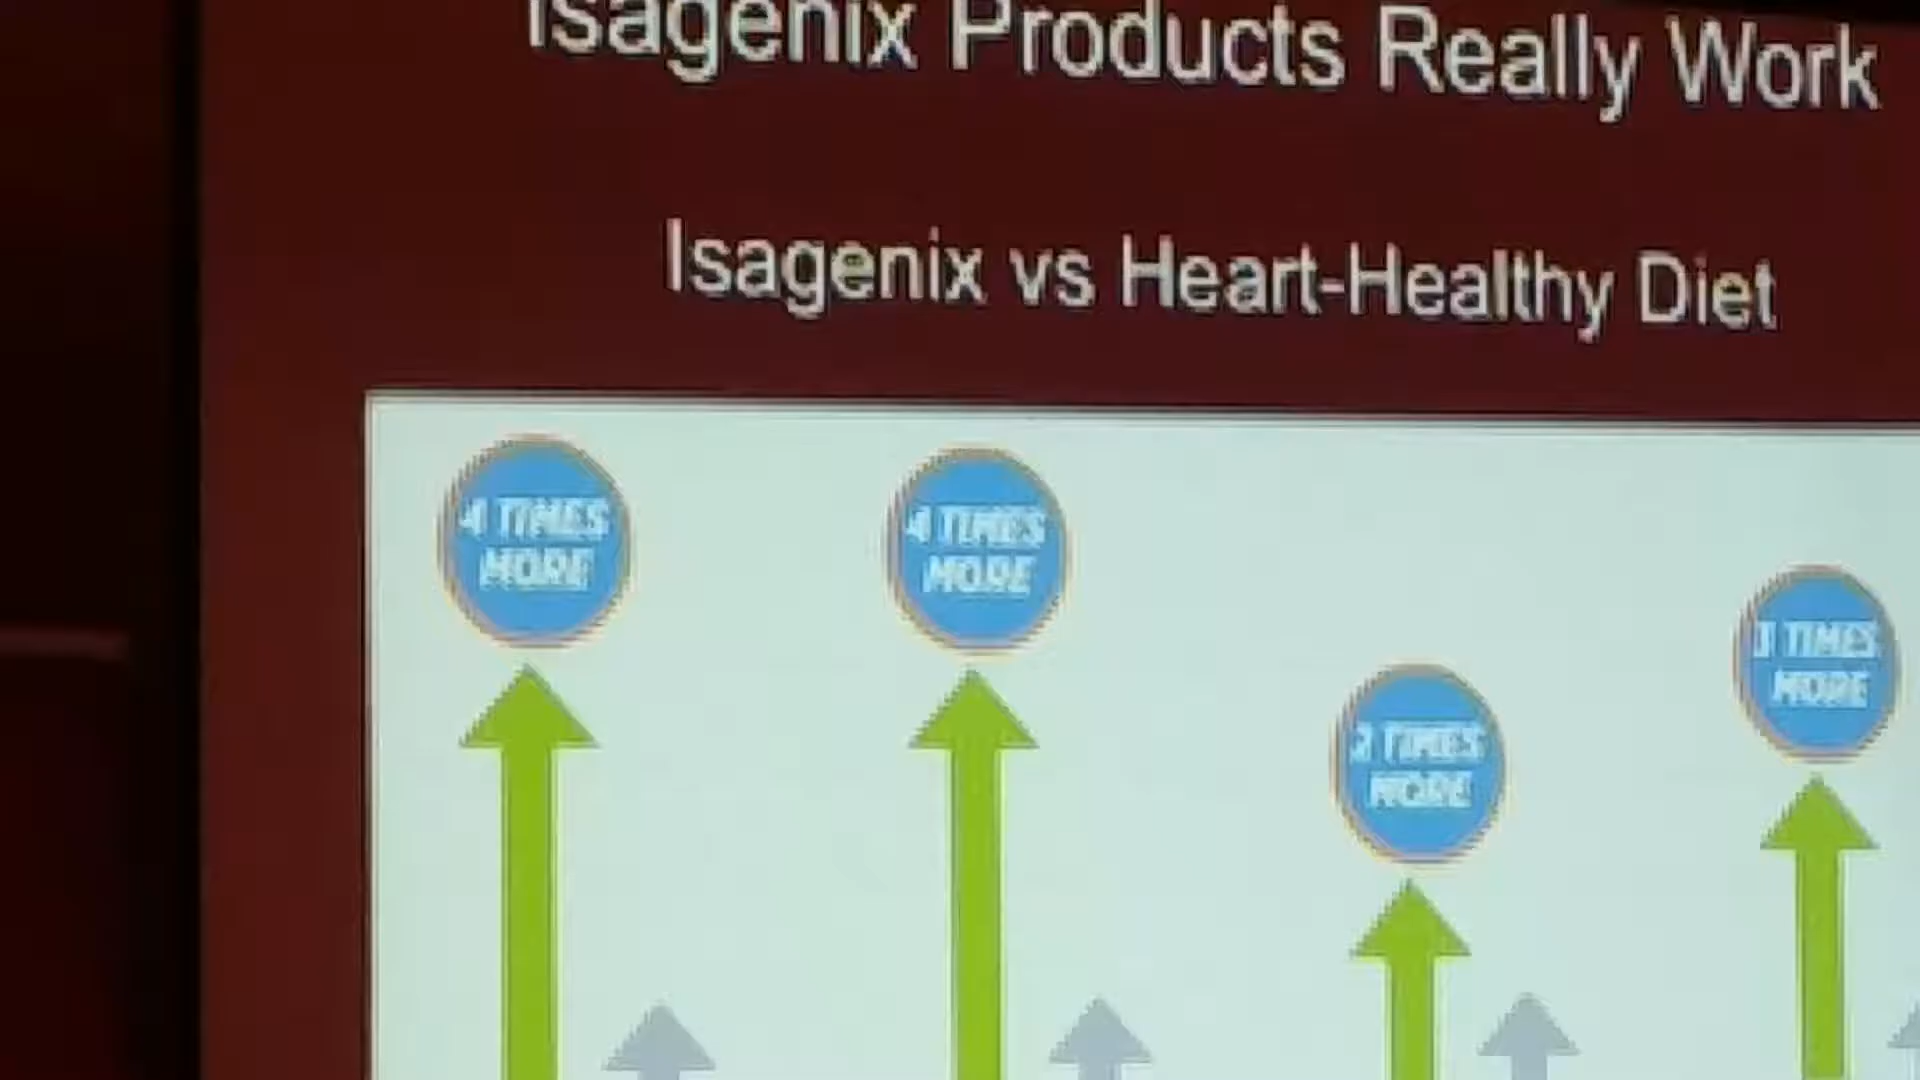 Isagenix Products Really Work
Isagenix vs Heart-Healthy Diet
4 TIMES
MORE
4 TIMES
MORE
2 TIMES
MORE
TIMES
MORE